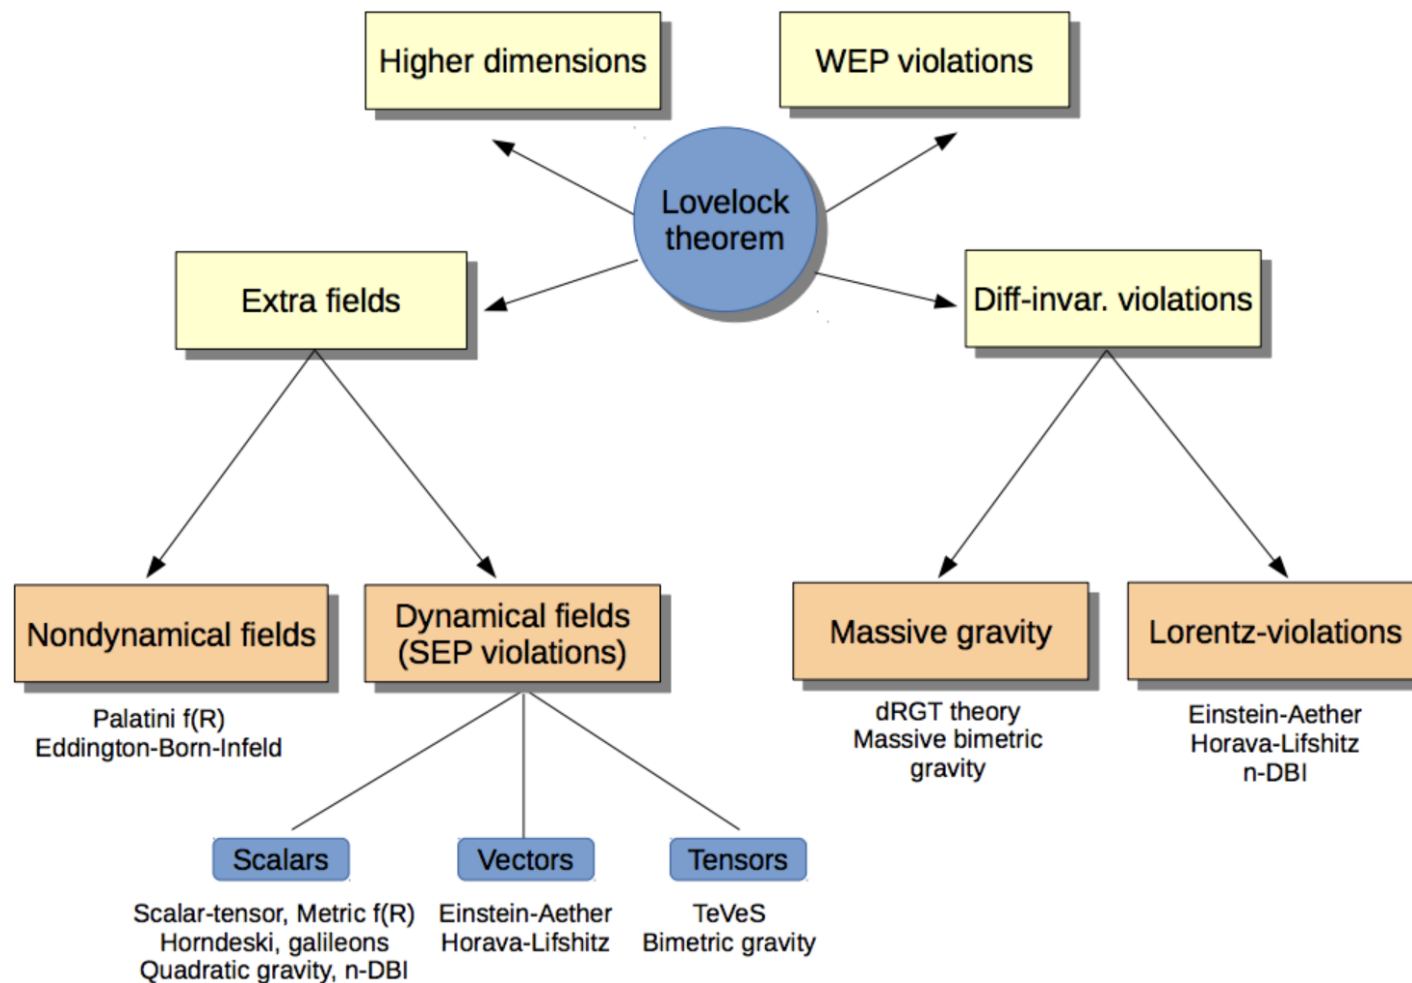 Higher dimensions
WEP violations
Lovelock
theorem
Extra fields
Diff-invar. violations
Nondynamical fields
Dynamical fields
(SEP violations)
Massive gravity
Lorentz-violations
Palatini f(R)
Eddington-Born-Infeld
dRGT theory
Massive bimetric
gravity
Einstein-Aether
Horava-Lifshitz
n-DBI
Scalars
Vectors
Tensors
Scalar-tensor, Metric f(R)
Horndeski, galileons
Quadratic gravity, n-DBI
Einstein-Aether
Horava-Lifshitz
TeVeS
Bimetric gravity